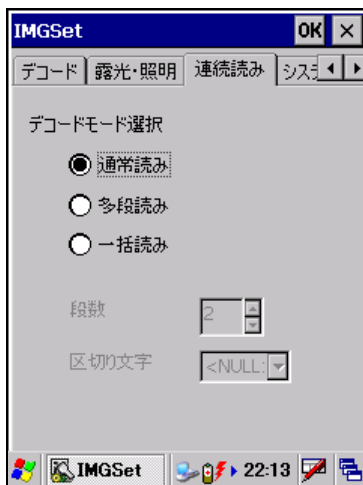 IMGSet OK ×
デコード 露光・照明 連続読み システ
デコードモード選択
通常読み
多段読み
一括読み
段数 2
区切り文字 <NULL:
IMGSet 22:13